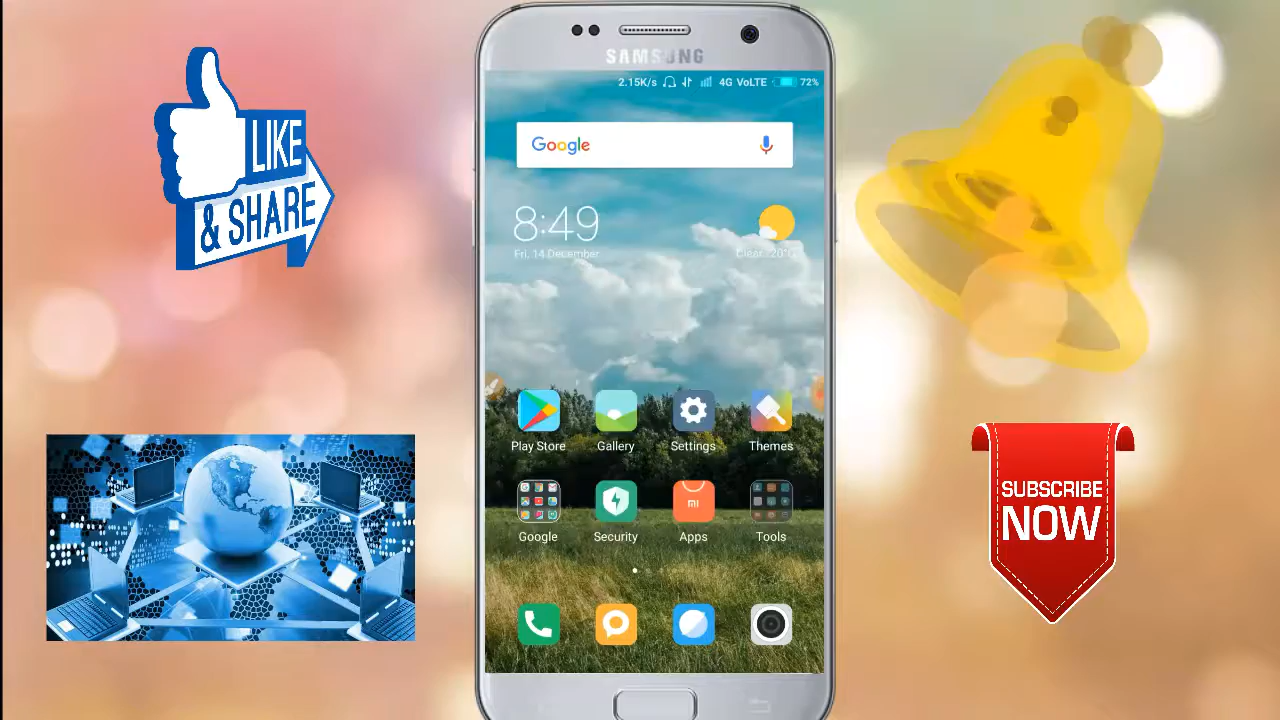 LIKE
& SHARE
SAMSUNG
2.15K/s 4G VoLTE 72%
Google
8:49
Fri, 14 December
Clear 20°C
Play Store Gallery Settings Themes
mi
Google Security Apps Tools
SUBSCRIBE
NOW